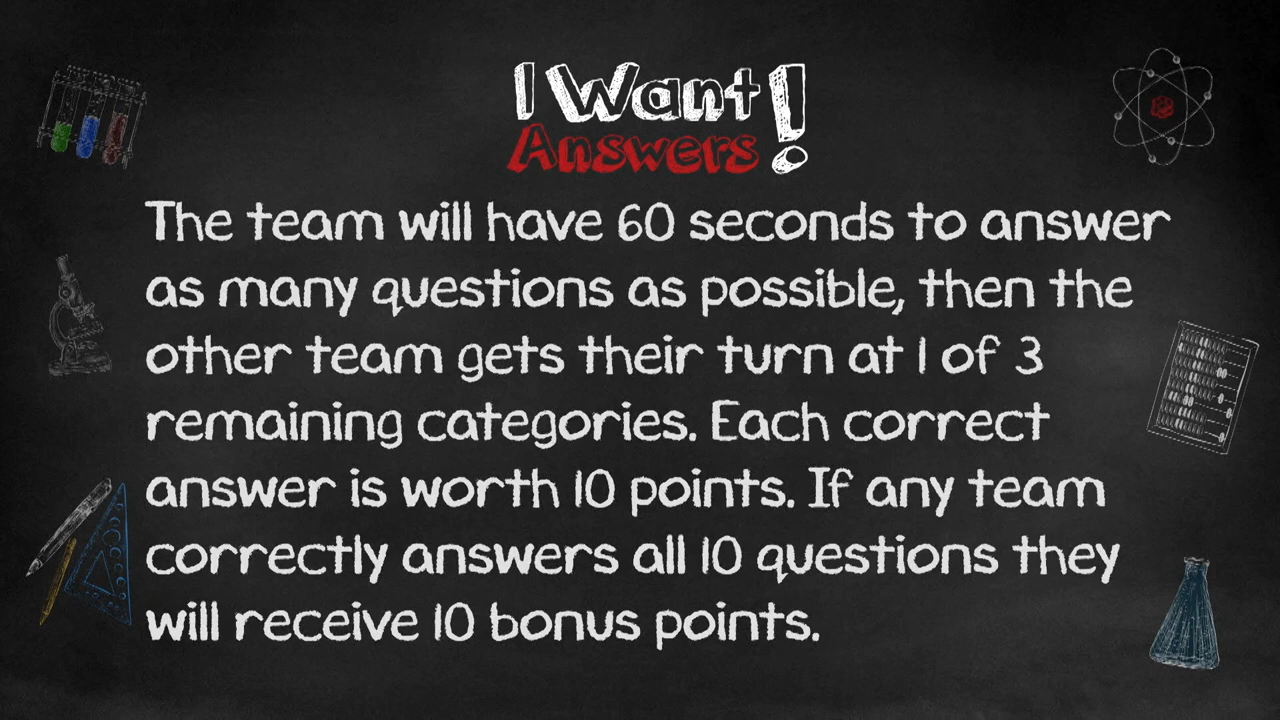 I Want!
Answers
The team will have 60 seconds to answer
as many questions as possible, then the
other team gets their turn at 1 of 3
remaining categories. Each correct
answer is worth 10 points. If any team
correctly answers all 10 questions they
will receive 10 bonus points.